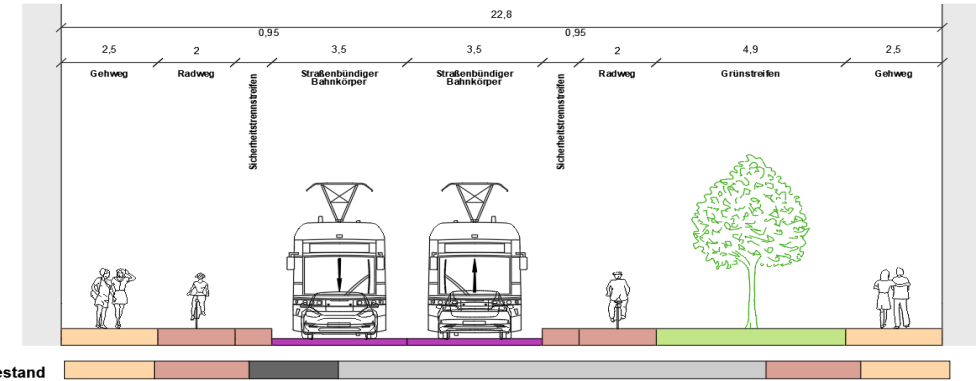 22,8
0,95
0,95
2,5
2
3,5
3,5
2
4,9
2,5
Gehweg
Radweg
Sicherheitstrennstreifen
Straßenbündiger
Bahnkörper
Straßenbündiger
Bahnkörper
Sicherheitstrennstreifen
Radweg
Grünstreifen
Gehweg
estand